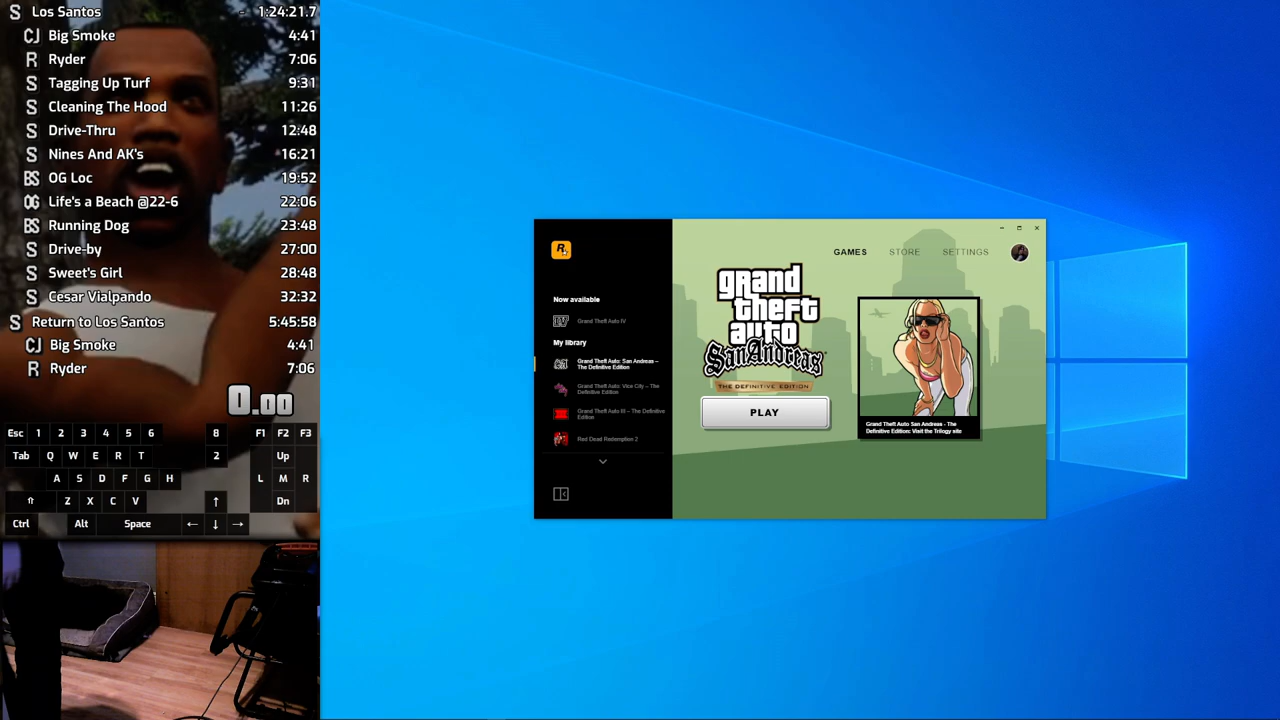 S Los Santos - 1:24:21.7
CJ Big Smoke 4:41
R Ryder 7:06
S Tagging Up Turf 9:31
S Cleaning The Hood 11:26
S Drive-Thru 12:48
S Nines And AK's 16:21
BS OG Loc 19:52
OG Life's a Beach @22-6 22:06
BS Running Dog 23:48
S Drive-by 27:00
S Sweet's Girl 28:48
S Cesar Vialpando 32:32
S Return to Los Santos 5:45:58
CJ Big Smoke 4:41
R Ryder 7:06
0.00
Esc 1 2 3 4 5 6 8 F1 F2 F3
Tab Q W E R T 2 Up
A S D F G H L M R
⇧ Z X C V ↑ Dn
Ctrl Alt Space ← ↓ →
R*
Now available
IV Grand Theft Auto IV
My library
Grand Theft Auto: San Andreas –
The Definitive Edition
Grand Theft Auto: Vice City – The
Definitive Edition
Grand Theft Auto III – The Definitive
Edition
Red Dead Redemption 2
GAMES STORE SETTINGS
grand
theft
auto
SanAndreas
THE DEFINITIVE EDITION
PLAY
Grand Theft Auto San Andreas - The
Definitive Edition: Visit the Trilogy site